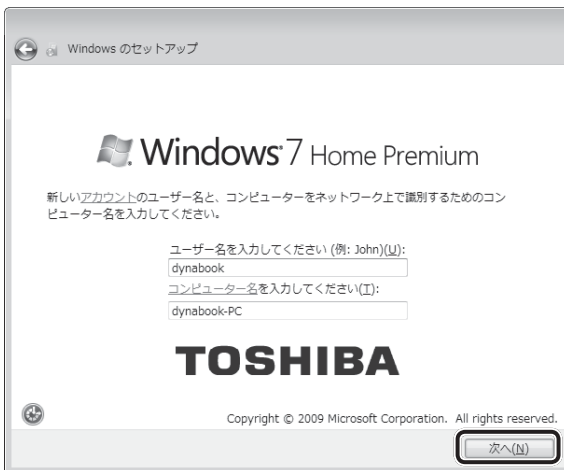 Windows のセットアップ
Windows 7 Home Premium
新しいアカウントのユーザー名と、コンピューターをネットワーク上で識別するためのコン
ピューター名を入力してください。
ユーザー名を入力してください (例: John)(U):
dynabook
コンピューター名を入力してください(T):
dynabook-PC
TOSHIBA
Copyright © 2009 Microsoft Corporation. All rights reserved.
次へ(N)